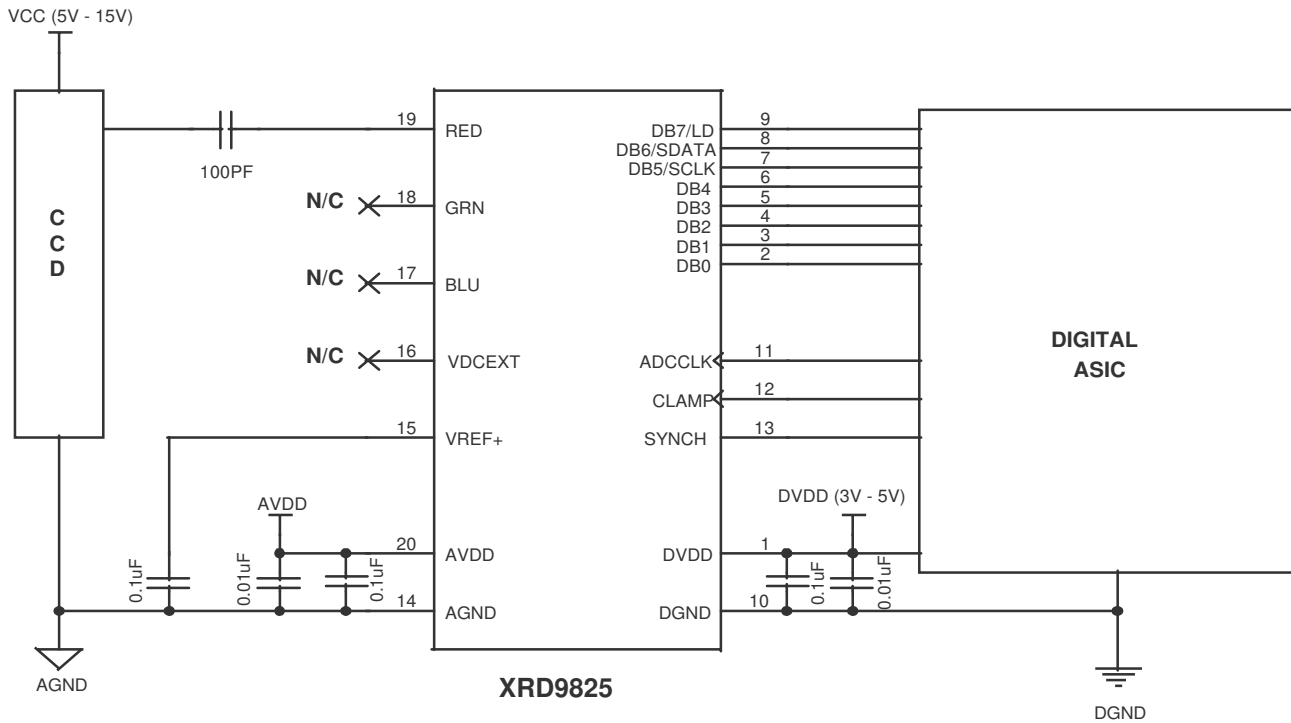 VCC (5V - 15V)
CCD
100PF
19
RED
N/C
18
GRN
N/C
17
BLU
N/C
16
VDCEXT
15
VREF+
AVDD
20
AVDD
14
AGND
0.1uF
0.01uF
0.1uF
AGND
XRD9825
DB7/LD
9
DB6/SDATA
8
DB5/SCLK
7
DB4
6
DB3
5
DB2
4
DB1
3
DB0
2
ADCCLK
11
CLAMP
12
SYNCH
13
DVDD (3V - 5V)
DVDD
1
DGND
10
0.1uF
0.01uF
DIGITAL
ASIC
DGND